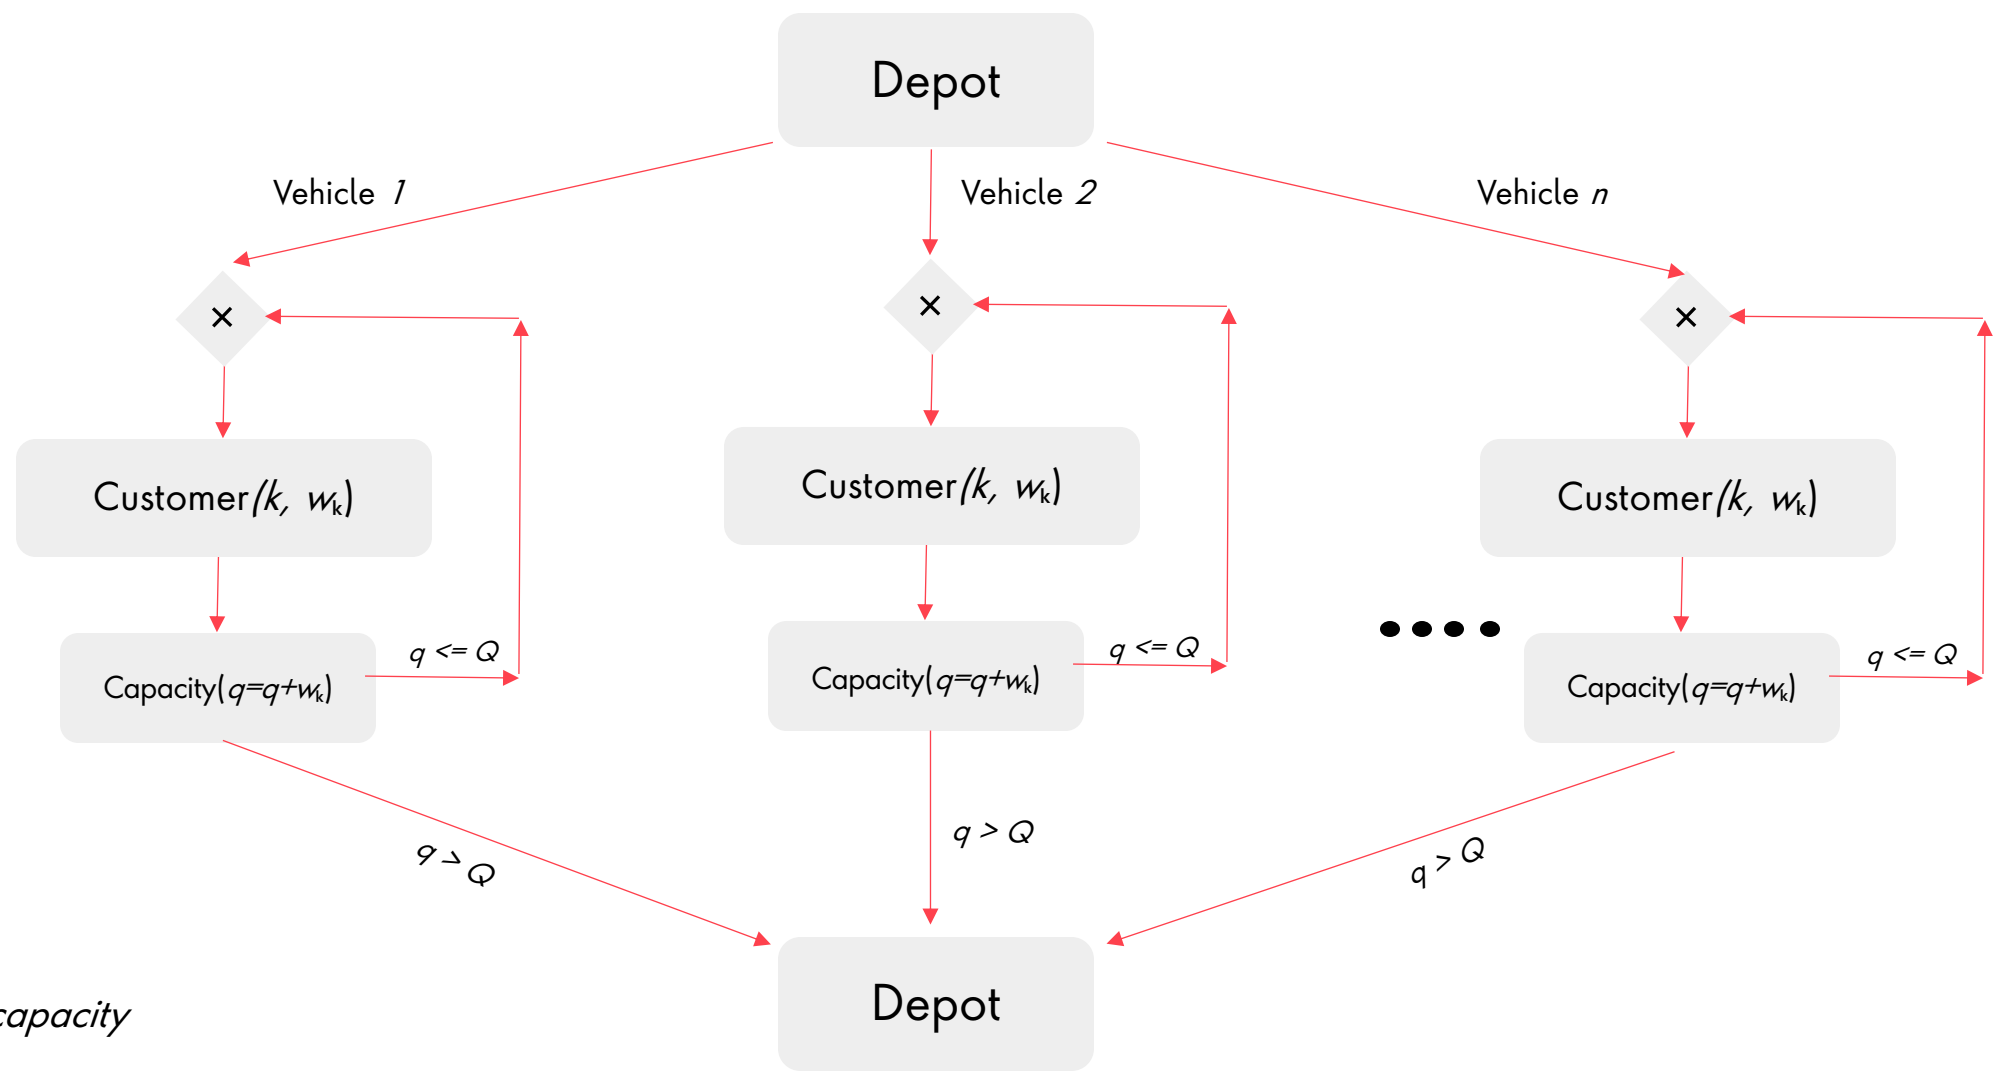 Depot
Vehicle 1
Vehicle 2
Vehicle n
×
×
×
Customer(k, wₖ)
Customer(k, wₖ)
Customer(k, wₖ)
q <= Q
q <= Q
q <= Q
Capacity(q=q+wₖ)
Capacity(q=q+wₖ)
Capacity(q=q+wₖ)
q > Q
q > Q
q > Q
Depot
capacity